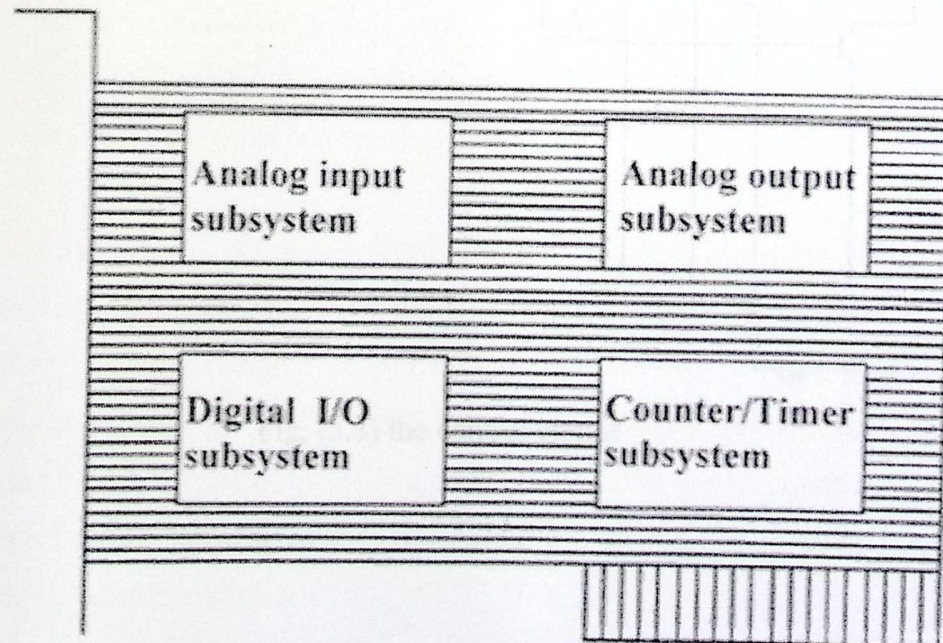 Analog input
subsystem
Analog output
subsystem
Digital I/O
subsystem
Counter/Timer
subsystem